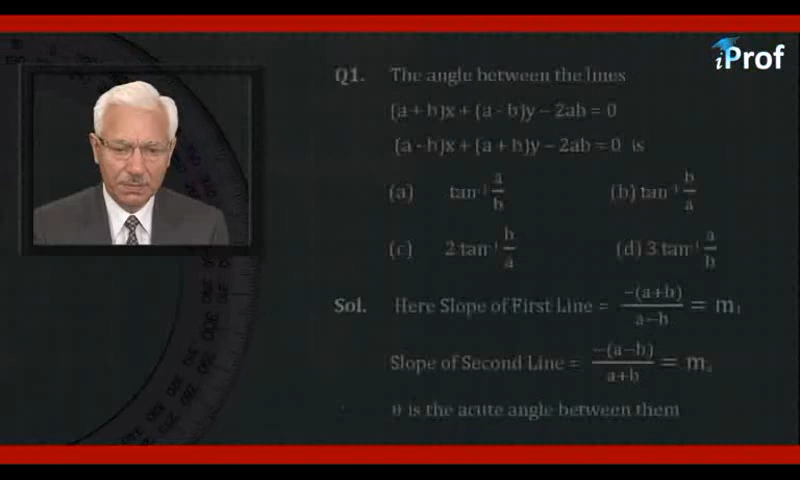 iProf
Q1. The angle between the lines
(a + b)x + (a - b)y – 2ab = 0
(a - b)x + (a + b)y – 2ab = 0 is
(a) tan⁻¹ a/b (b) tan⁻¹ b/a
(c) 2 tan⁻¹ b/a (d) 3 tan⁻¹ a/b
Sol. Here Slope of First Line = –(a+b)/a–b = m₁
Slope of Second Line = –(a–b)/a+b = m₂
θ is the acute angle between them